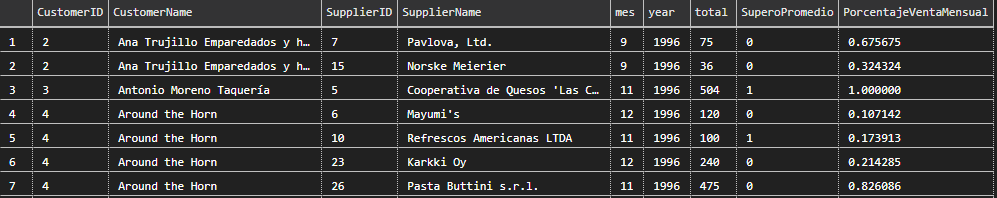 CustomerID CustomerName SupplierID SupplierName mes year total SuperoPromedio PorcentajeVentaMensual
1 2 Ana Trujillo Emparedados y h… 7 Pavlova, Ltd. 9 1996 75 0 0.675675
2 2 Ana Trujillo Emparedados y h… 15 Norske Meierier 9 1996 36 0 0.324324
3 3 Antonio Moreno Taquería 5 Cooperativa de Quesos 'Las C… 11 1996 504 1 1.000000
4 4 Around the Horn 6 Mayumi's 12 1996 120 0 0.107142
5 4 Around the Horn 10 Refrescos Americanas LTDA 11 1996 100 1 0.173913
6 4 Around the Horn 23 Karkki Oy 12 1996 240 0 0.214285
7 4 Around the Horn 26 Pasta Buttini s.r.l. 11 1996 475 0 0.826086